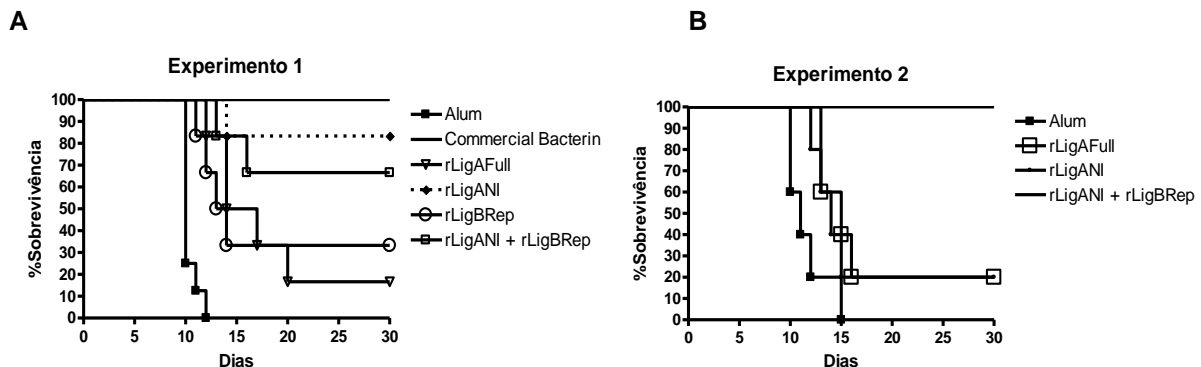 A
Experimento 1
%Sobrevivência
100
90
80
70
60
50
40
30
20
10
0
0 5 10 15 20 25 30
Dias
Alum
Commercial Bacterin
rLigAFull
rLigANI
rLigBRep
rLigANI + rLigBRep
B
Experimento 2
%Sobrevivência
100
90
80
70
60
50
40
30
20
10
0
0 5 10 15 20 25 30
Dias
Alum
rLigAFull
rLigANI
rLigANI + rLigBRep